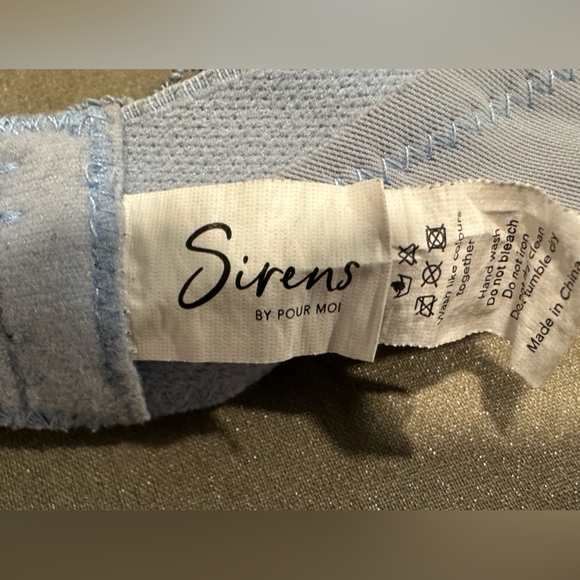 Sirens
BY POUR MOI
Wash like colours
together
Hand wash
Do not bleach
Do not iron
Do clean
tumble dry
Made in China